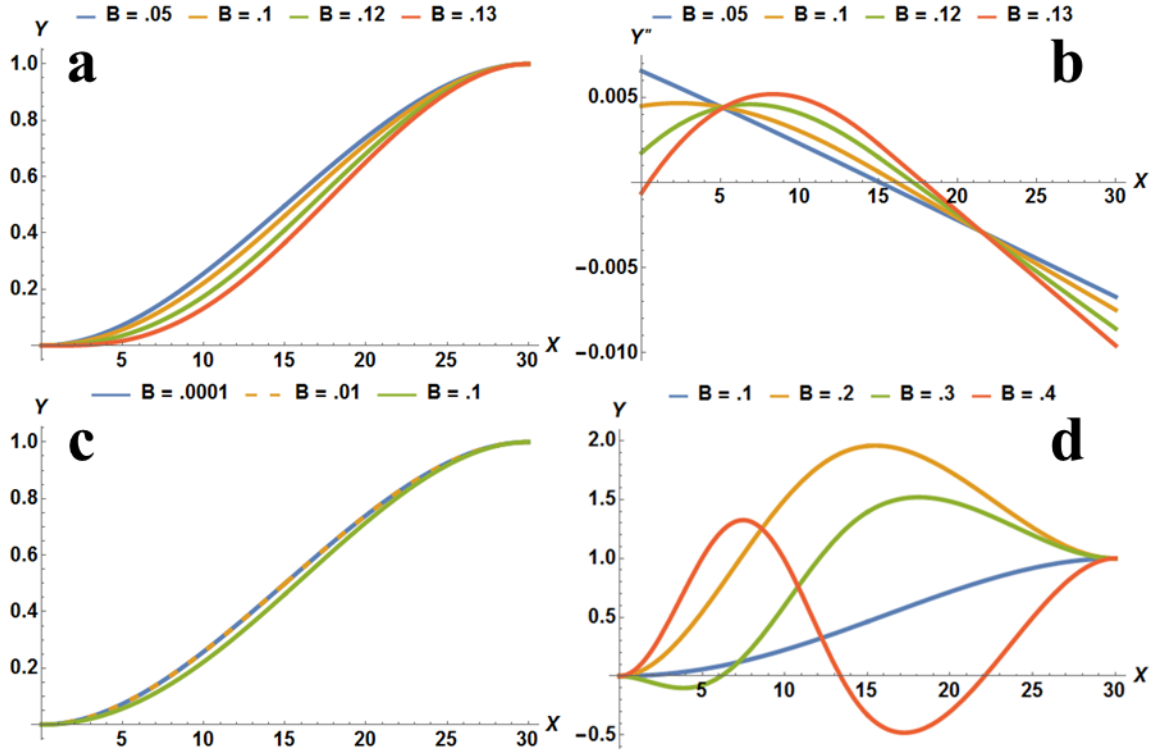 B = .05 B = .1 B = .12 B = .13
Y
a
1.0
0.8
0.6
0.4
0.2
5 10 15 20 25 30 X
B = .05 B = .1 B = .12 B = .13
Y″
b
0.005
5 10 15 20 25 30 X
−0.005
−0.010
B = .0001 B = .01 B = .1
Y
c
1.0
0.8
0.6
0.4
0.2
5 10 15 20 25 30 X
B = .1 B = .2 B = .3 B = .4
Y
d
2.0
1.5
1.0
0.5
5 10 15 20 25 30 X
−0.5